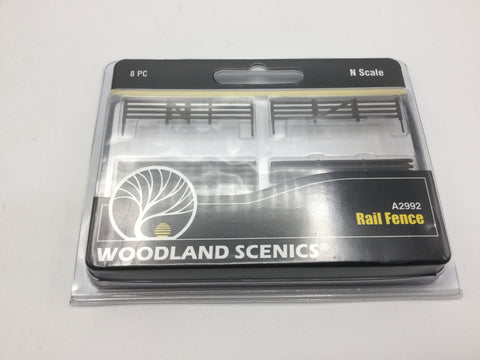 8 PC
N Scale
A2992
Rail Fence
WOODLAND SCENICS®